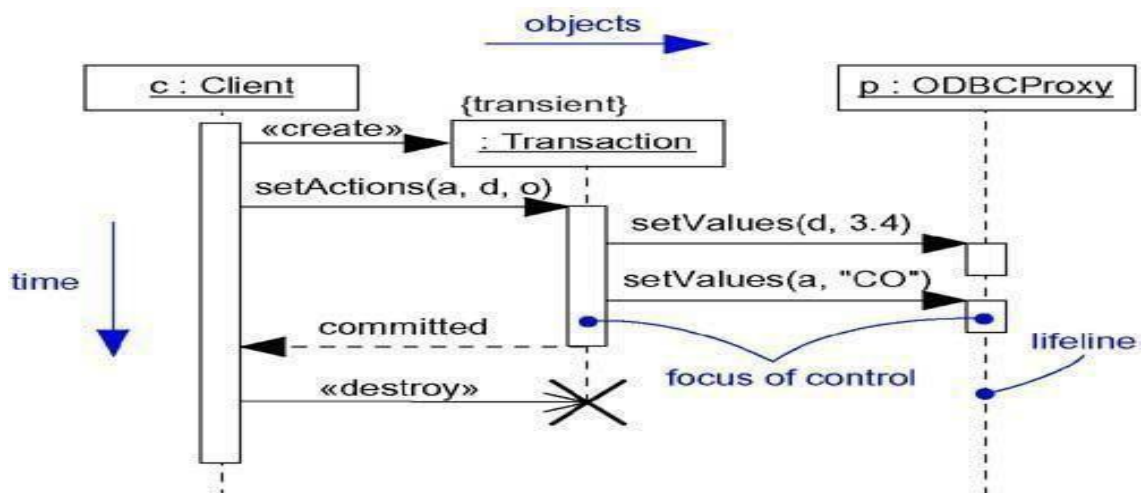 objects
c : Client
p : ODBCProxy
{transient}
«create»
: Transaction
setActions(a, d, o)
setValues(d, 3.4)
time
setValues(a, "CO")
committed
lifeline
focus of control
«destroy»